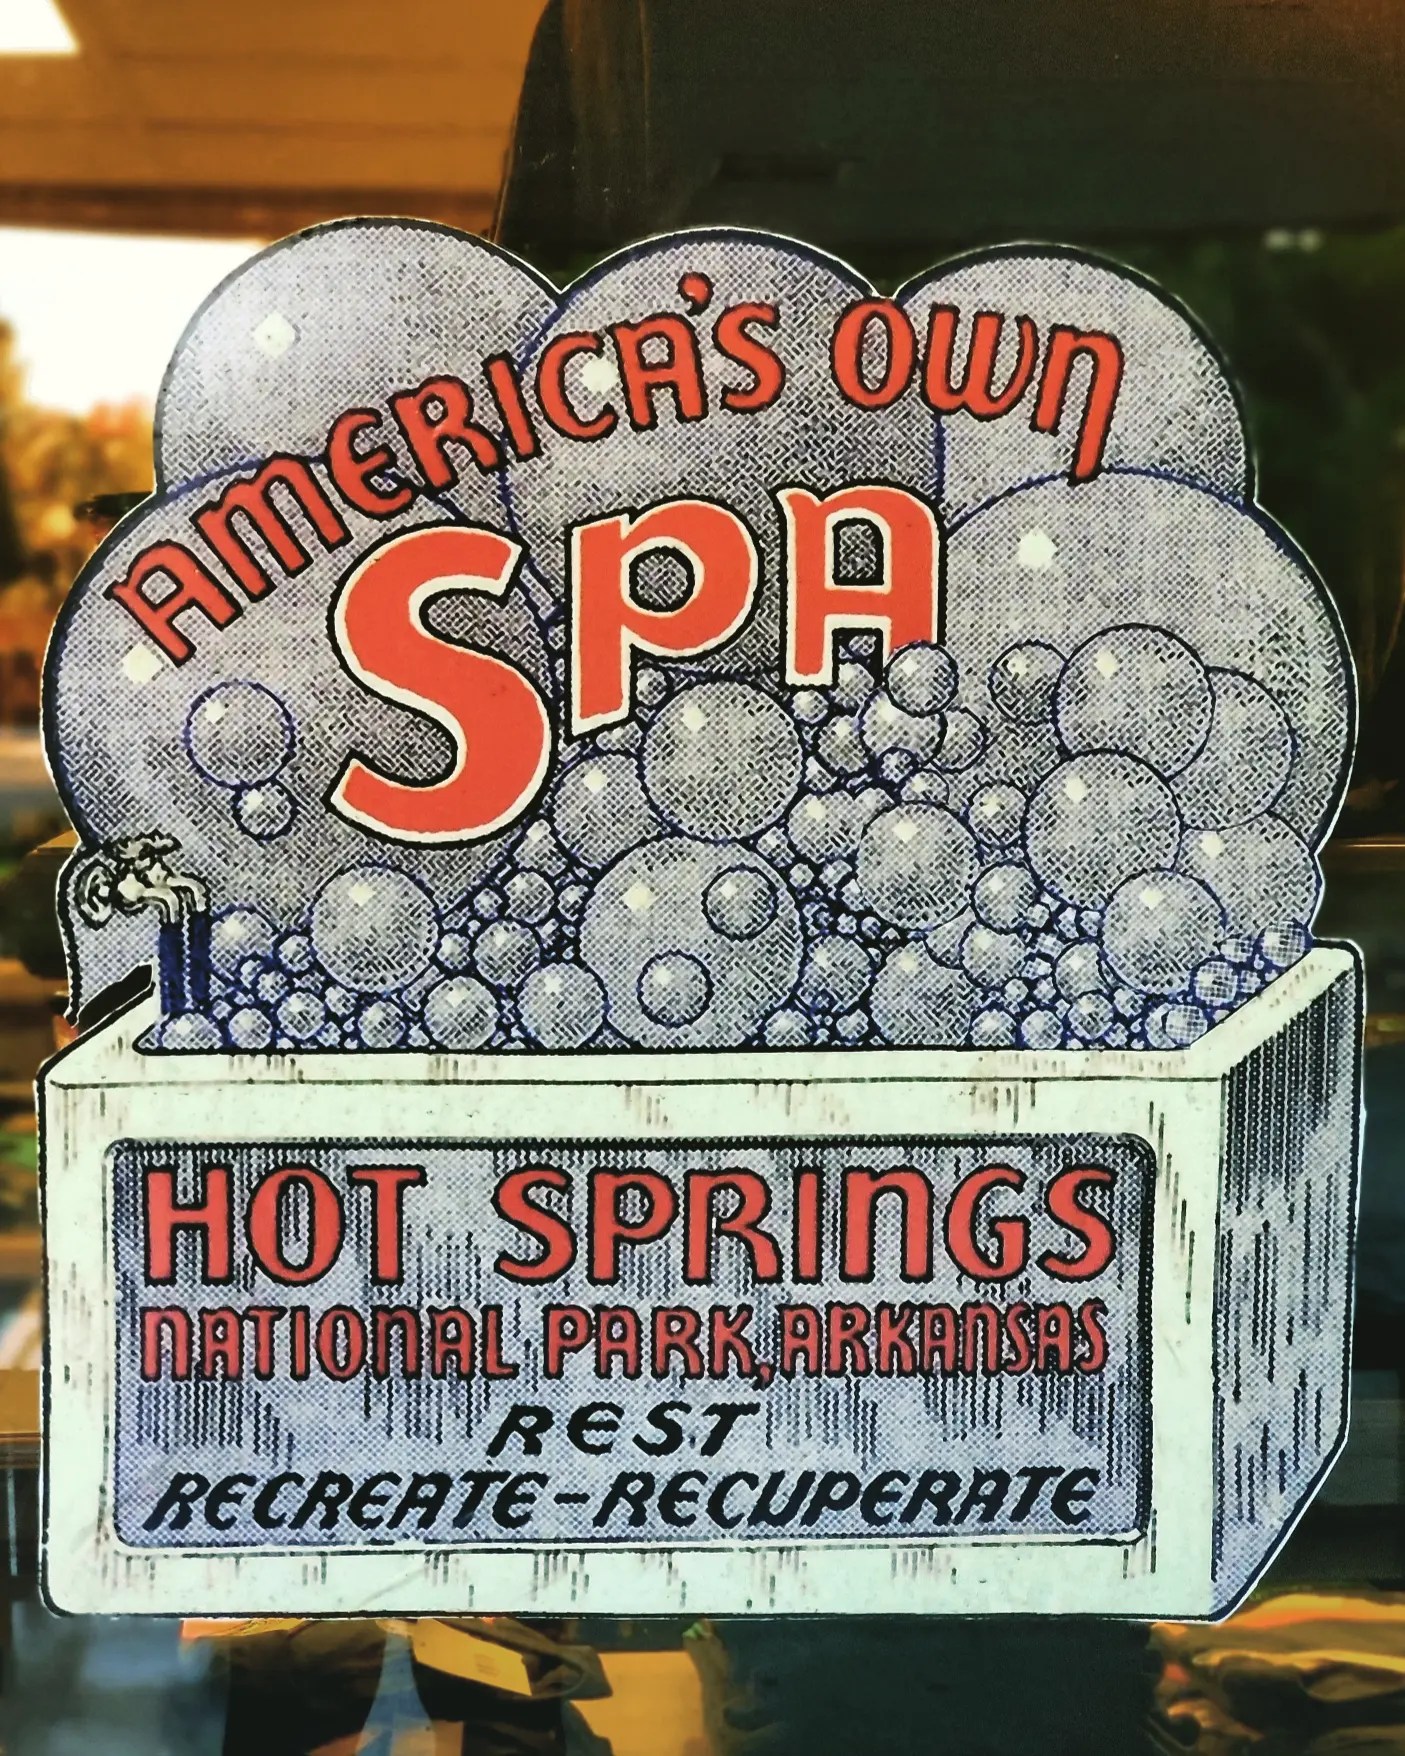 AMERICA'S OWN
SPA
HOT SPRINGS
NATIONAL PARK, ARKANSAS
REST
RECREATE-RECUPERATE